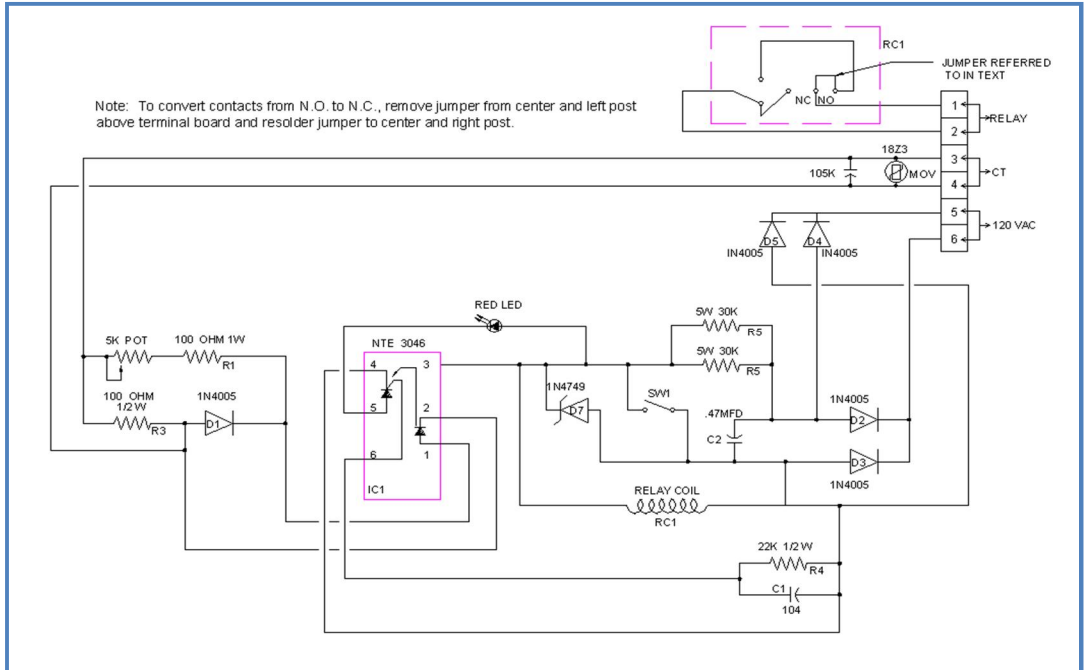 RC1
JUMPER REFERRED
TO IN TEXT
NC NO
Note: To convert contacts from N.O. to N.C., remove jumper from center and left post
above terminal board and resolder jumper to center and right post.
1
2
RELAY
18Z3
MOV
105K
3
4
CT
5
6
120 VAC
D5
D4
IN4005
IN4005
RED LED
5W 30K
R5
5W 30K
R5
5K POT
100 OHM 1W
R1
NTE 3046
4
3
5
2
6
1
IC1
100 OHM
1/2W
R3
1N4005
D1
1N4749
D7
SW1
.47MFD
C2
1N4005
D2
D3
1N4005
RELAY COIL
RC1
22K 1/2W
R4
C1
104